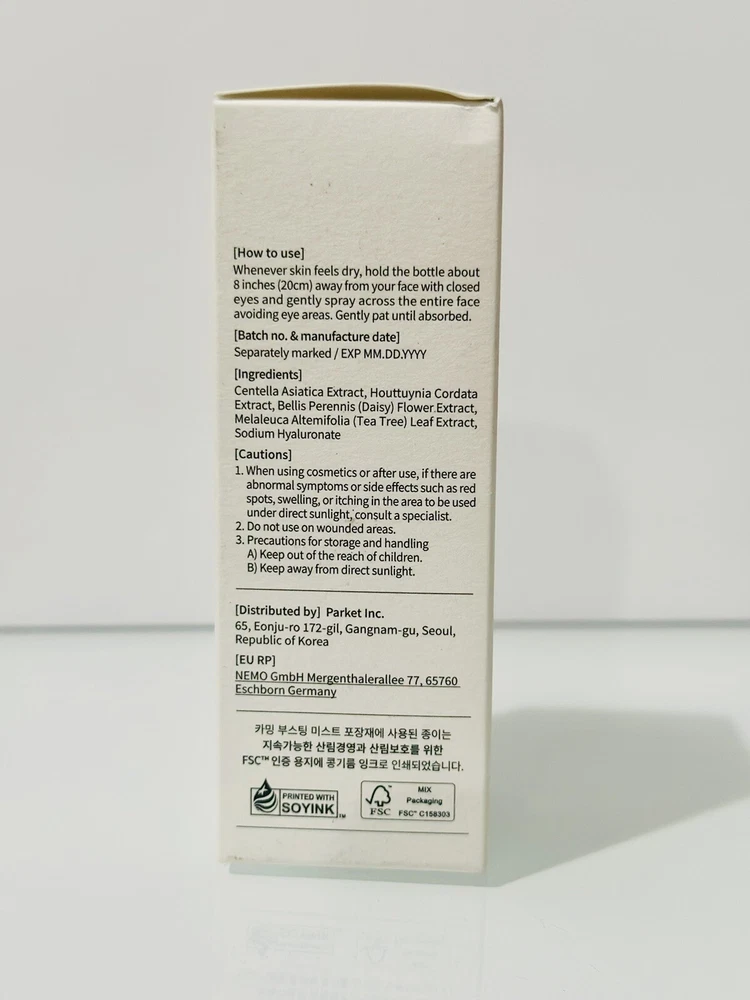 [How to use]
Whenever skin feels dry, hold the bottle about
8 inches (20cm) away from your face with closed
eyes and gently spray across the entire face
avoiding eye areas. Gently pat until absorbed.
[Batch no. & manufacture date]
Separately marked / EXP MM.DD.YYYY
[Ingredients]
Centella Asiatica Extract, Houttuynia Cordata
Extract, Bellis Perennis (Daisy) Flower Extract,
Melaleuca Altemifolia (Tea Tree) Leaf Extract,
Sodium Hyaluronate
[Cautions]
1. When using cosmetics or after use, if there are
abnormal symptoms or side effects such as red
spots, swelling, or itching in the area to be used
under direct sunlight, consult a specialist.
2. Do not use on wounded areas.
3. Precautions for storage and handling
A) Keep out of the reach of children.
B) Keep away from direct sunlight.
[Distributed by] Parket Inc.
65, Eonju-ro 172-gil, Gangnam-gu, Seoul,
Republic of Korea
[EU RP]
NEMO GmbH Mergenthalerallee 77, 65760
Eschborn Germany
카밍 부스팅 미스트 포장재에 사용된 종이는
지속가능한 산림경영과 산림보호를 위한
FSC™ 인증 용지에 콩기름 잉크로 인쇄되었습니다.
PRINTED WITH
SOYINK™
FSC™
MIX
Packaging
FSC™ C158303